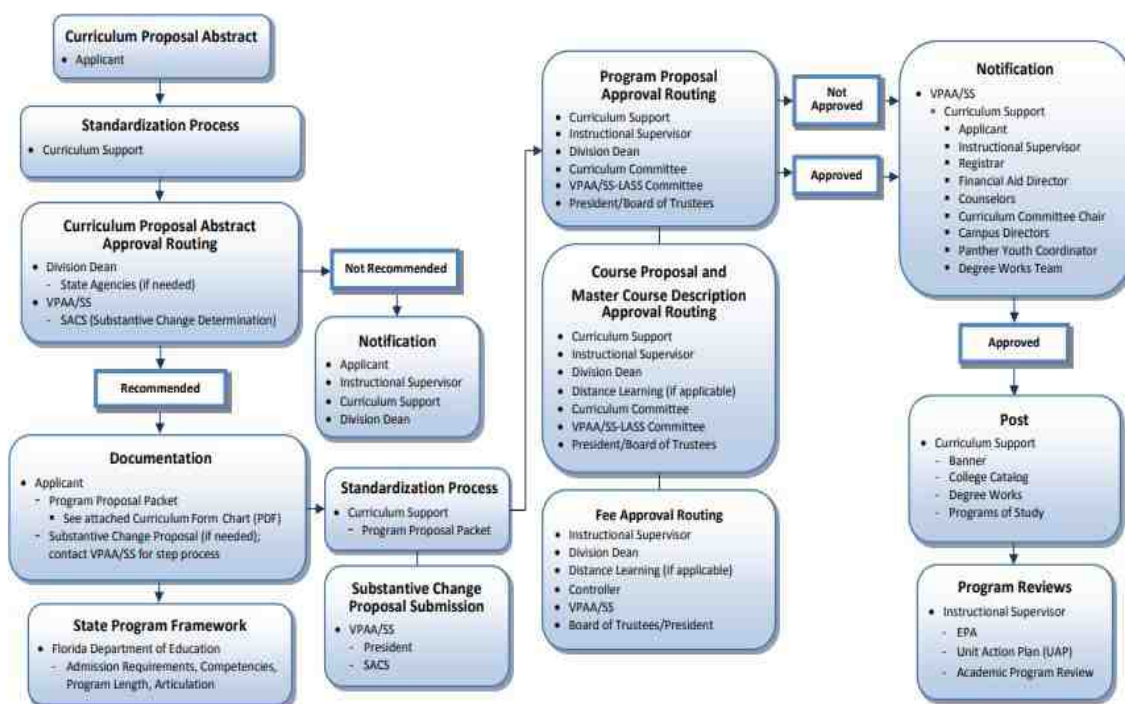 Curriculum Proposal Abstract
• Applicant
Standardization Process
• Curriculum Support
Curriculum Proposal Abstract
Approval Routing
• Division Dean
- State Agencies (if needed)
• VPAA/SS
- SACS (Substantive Change Determination)
Not Recommended
Notification
• Applicant
• Instructional Supervisor
• Curriculum Support
• Division Dean
Recommended
Documentation
• Applicant
- Program Proposal Packet
▪ See attached Curriculum Form Chart (PDF)
- Substantive Change Proposal (if needed);
contact VPAA/SS for step process
State Program Framework
• Florida Department of Education
- Admission Requirements, Competencies,
Program Length, Articulation
Standardization Process
• Curriculum Support
- Program Proposal Packet
Substantive Change
Proposal Submission
• VPAA/SS
- President
- SACS
Program Proposal
Approval Routing
• Curriculum Support
• Instructional Supervisor
• Division Dean
• Curriculum Committee
• VPAA/SS-LASS Committee
• President/Board of Trustees
Course Proposal and
Master Course Description
Approval Routing
• Curriculum Support
• Instructional Supervisor
• Division Dean
• Distance Learning (if applicable)
• Curriculum Committee
• VPAA/SS-LASS Committee
• President/Board of Trustees
Fee Approval Routing
• Instructional Supervisor
• Division Dean
• Distance Learning (if applicable)
• Controller
• VPAA/SS
• Board of Trustees/President
Not
Approved
Approved
Notification
• VPAA/SS
▪ Curriculum Support
▪ Applicant
▪ Instructional Supervisor
▪ Registrar
▪ Financial Aid Director
▪ Counselors
▪ Curriculum Committee Chair
▪ Campus Directors
▪ Panther Youth Coordinator
▪ Degree Works Team
Approved
Post
• Curriculum Support
- Banner
- College Catalog
- Degree Works
- Programs of Study
Program Reviews
• Instructional Supervisor
- EPA
- Unit Action Plan (UAP)
- Academic Program Review